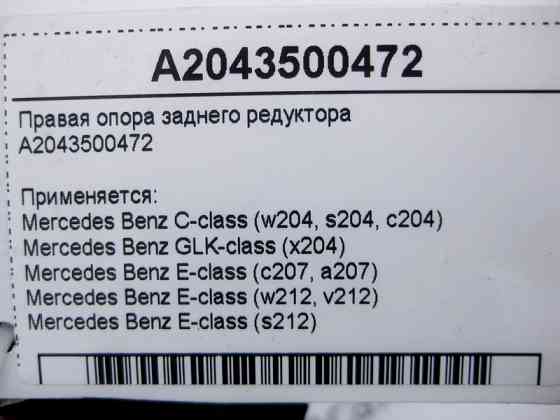 A2043500472
Правая опора заднего редуктора
A2043500472
Применяется:
Mercedes Benz C-class (w204, s204, c204)
Mercedes Benz GLK-class (x204)
Mercedes Benz E-class (c207, a207)
Mercedes Benz E-class (w212, v212)
Mercedes Benz E-class (s212)